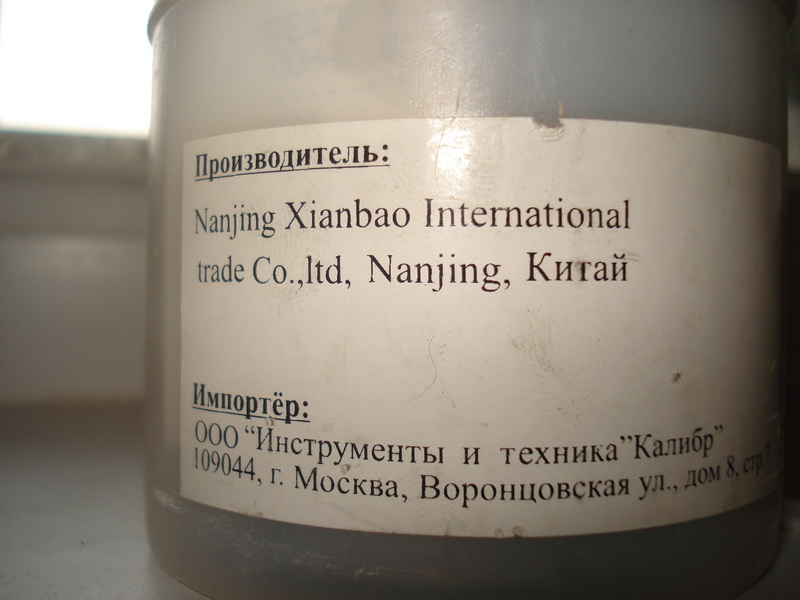 Производитель:
Nanjing Xianbao International
trade Co.,ltd, Nanjing, Китай
Импортёр:
ООО "Инструменты и техника"Калибр"
109044, г. Москва, Воронцовская ул., дом 8, стр.